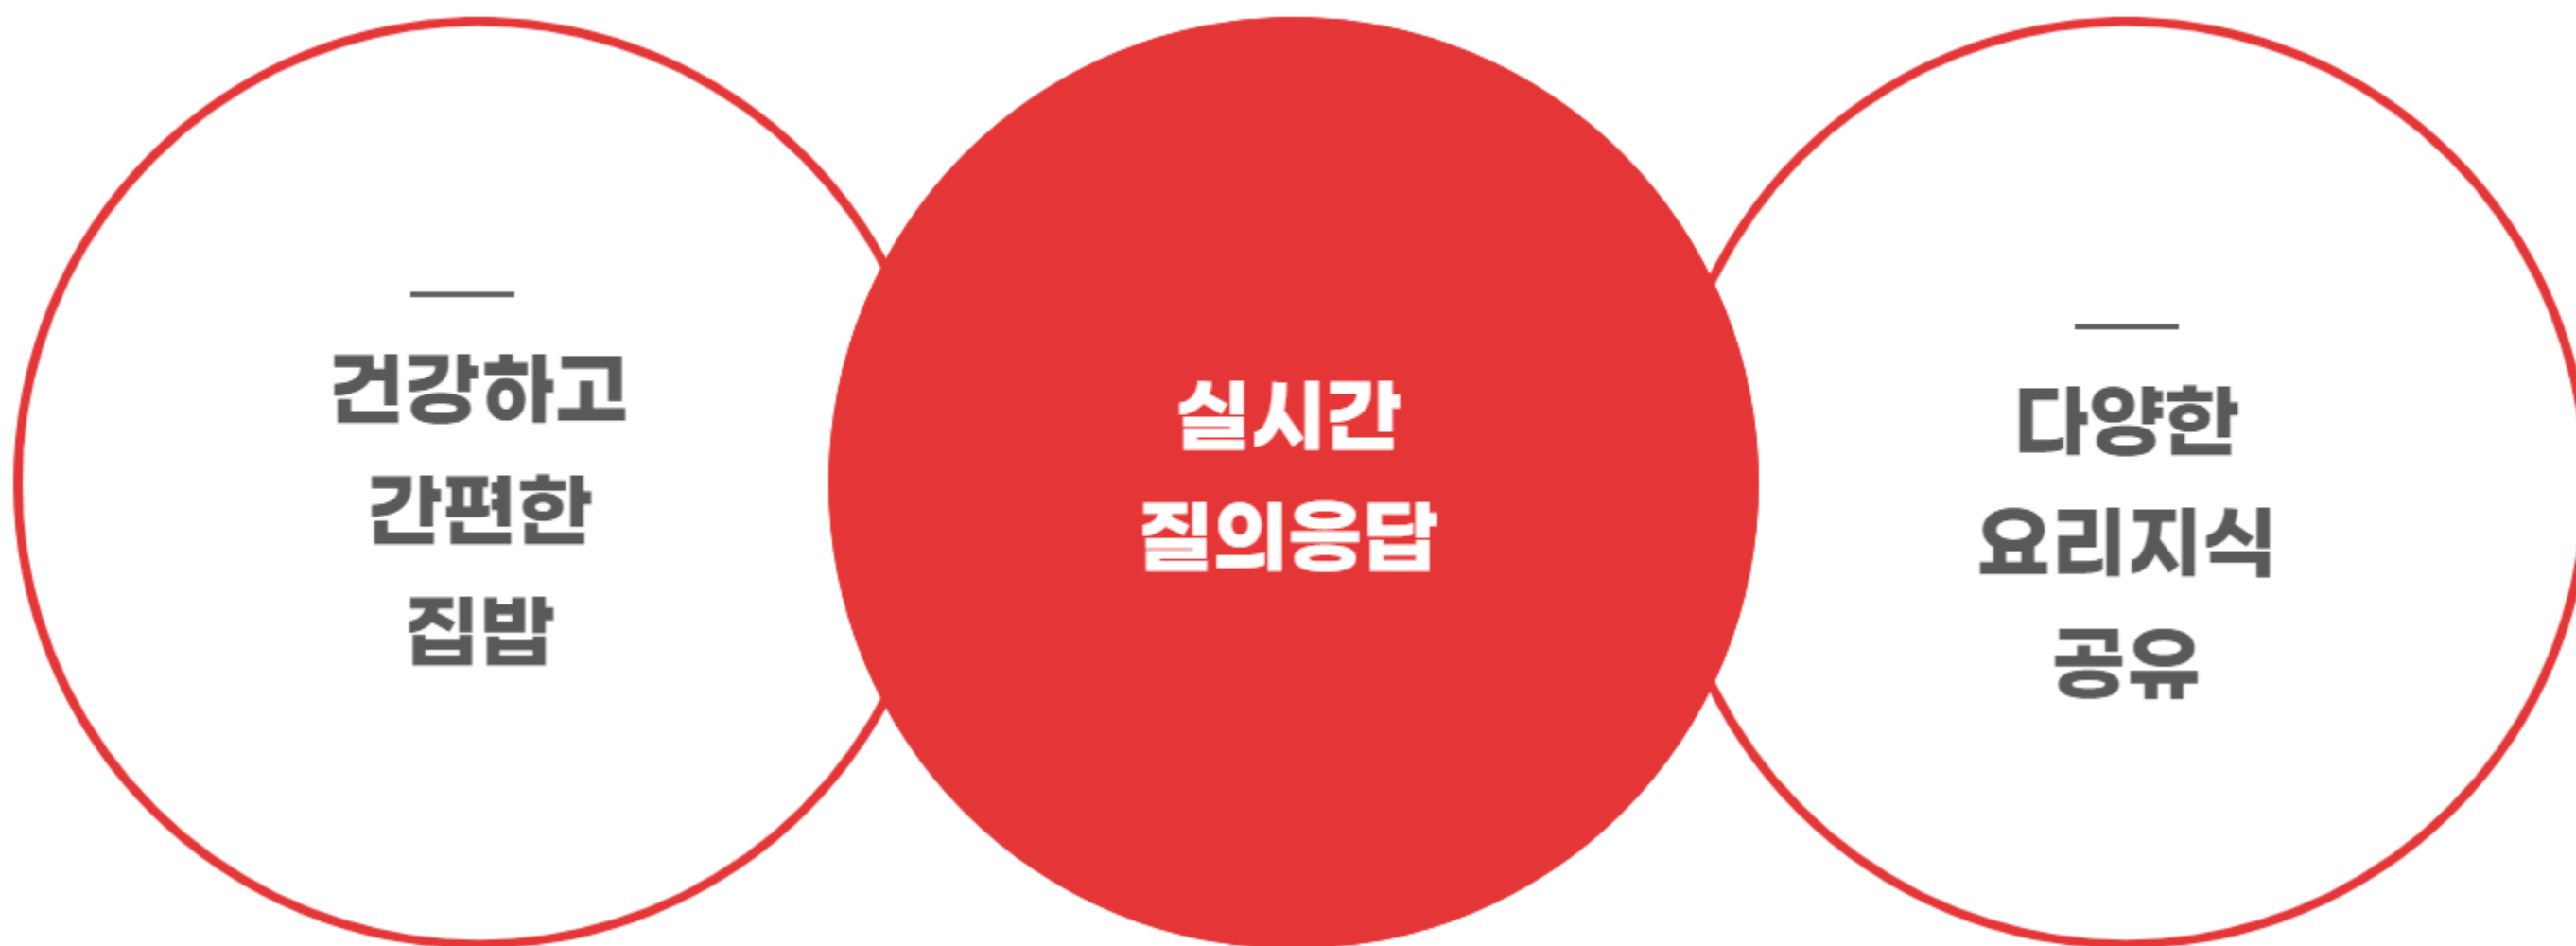 건강하고
간편한
집밥
실시간
질의응답
다양한
요리지식
공유